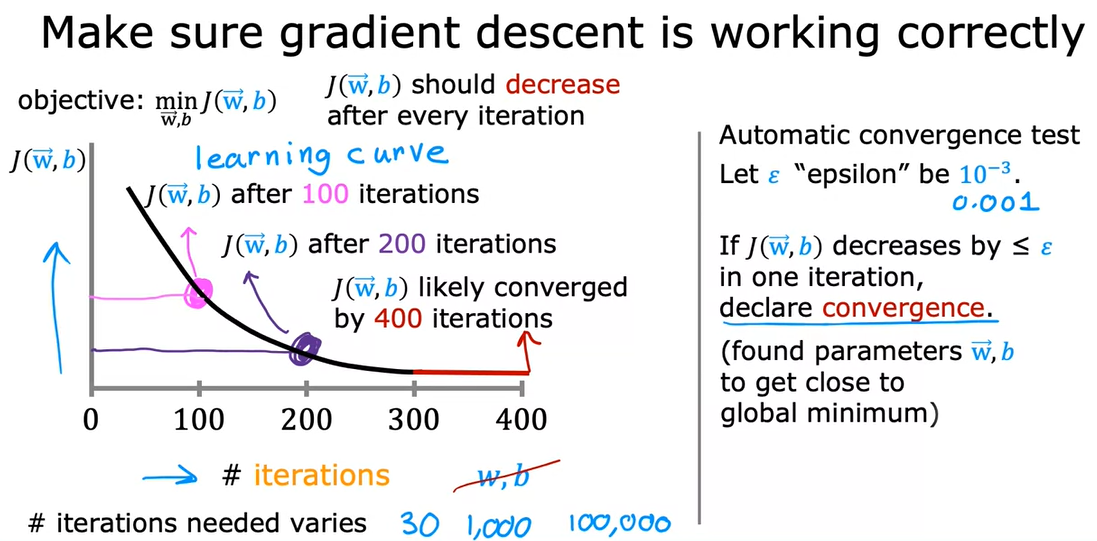 Make sure gradient descent is working correctly
objective: min J(w⃗, b)
w⃗,b
J(w⃗, b) should decrease
after every iteration
J(w⃗, b)
learning curve
J(w⃗, b) after 100 iterations
J(w⃗, b) after 200 iterations
J(w⃗, b) likely converged
by 400 iterations
0 100 200 300 400
# iterations
w, b
# iterations needed varies 30 1,000 100,000
Automatic convergence test
Let ε “epsilon” be 10⁻³.
0.001
If J(w⃗, b) decreases by ≤ ε
in one iteration,
declare convergence.
(found parameters w⃗, b
to get close to
global minimum)